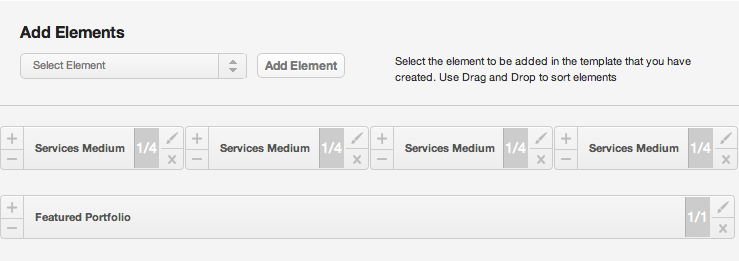 Add Elements
Select Element
Add Element
Select the element to be added in the template that you have
created. Use Drag and Drop to sort elements
Services Medium 1/4 Services Medium 1/4 Services Medium 1/4 Services Medium 1/4
Featured Portfolio 1/1